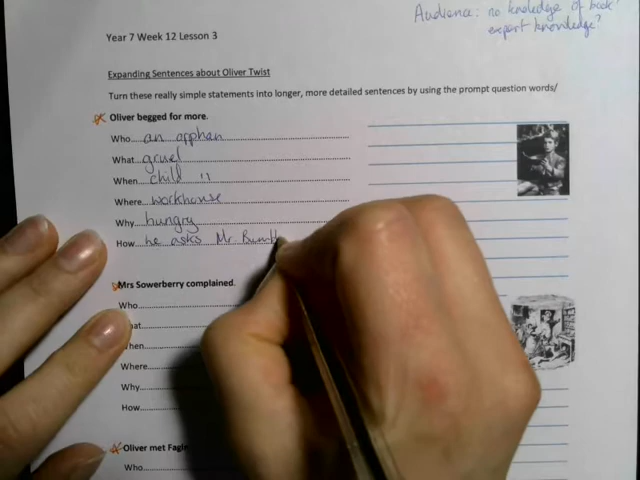 Audience: no knoledge of book?
expert knowledge?
Year 7 Week 12 Lesson 3
Expanding Sentences about Oliver Twist
Turn these really simple statements into longer, more detailed sentences by using the prompt question words/
Oliver begged for more.
Who... an orphan
What... gruel
When... child 11
Where... workhouse
Why... hungry
How... he asks Mr
Mrs Sowerberry complained.
Who
When
Where
Why
How
Oliver met
Who